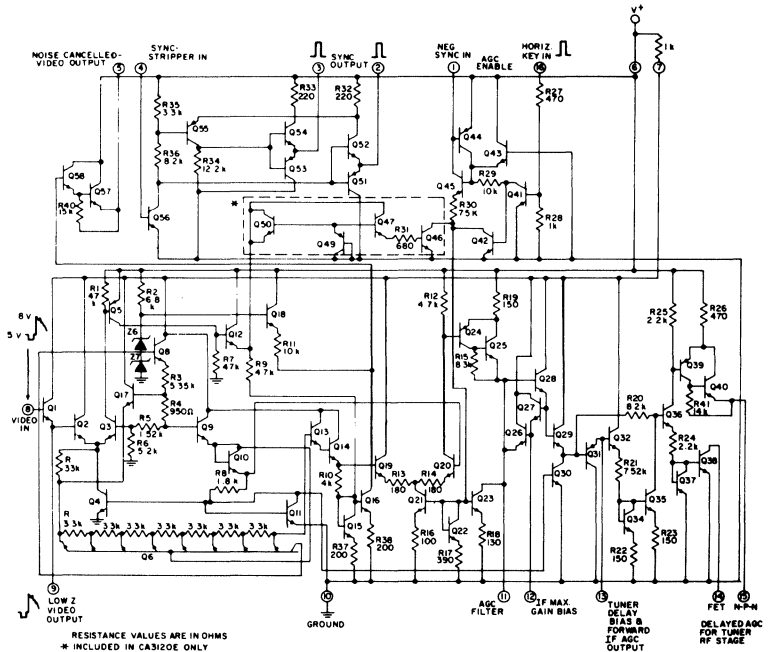 V+
1k
NOISE CANCELLED-
VIDEO OUTPUT
5
SYNC-
STRIPPER IN
4
SYNC
OUTPUT
3
2
NEG
SYNC IN
1
AGC
ENABLE
HORIZ.
KEY IN
16
6
7
R35
3.3k
R33
220
R32
220
R27
470
Q55
Q54
Q52
Q44
Q43
R36
8.2k
R34
12.2k
Q53
Q51
Q58
Q57
R40
15k
Q56
Q45
R29
10k
Q41
R30
75K
R28
1k
*
Q50
Q47
R31
680
Q46
Q42
Q49
8 V
5 V
R1
47
k
Q5
R2
6.8
k
Z6
Z7
Q8
Q18
Q12
R11
10k
R7
47k
R9
4.7k
R12
4.7k
R19
150
R25
2.2k
R26
470
Q24
Q25
R15
8.3k
Q28
Q39
Q40
R41
14k
R3
5.35k
Q17
R4
950Ω
8
VIDEO
IN
Q1
Q2
Q3
R5
1.52k
R6
5.2k
Q9
Q10
R8
1.8k
Q13
Q14
R10
4k
Q19
R13
180
R14
180
Q20
Q27
Q26
Q29
Q30
Q31
R20
8.2k
Q32
Q36
R24
2.2k
Q38
Q37
R21
7.52k
Q35
Q34
R23
150
R22
150
R
33k
Q4
Q11
Q16
Q15
R37
200
R38
200
Q21
Q22
Q23
R16
100
R17
390
R18
130
R
3.3k
3.3k
3.3k
3.3k
3.3k
3.3k
3.3k
Q6
9
LOW Z
VIDEO
OUTPUT
10
GROUND
11
AGC
FILTER
12
IF MAX.
GAIN BIAS
13
TUNER
DELAY
BIAS &
FORWARD
IF AGC
OUTPUT
14
FET
15
N-P-N
DELAYED AGC
FOR TUNER
RF STAGE
RESISTANCE VALUES ARE IN OHMS
* INCLUDED IN CA3120E ONLY